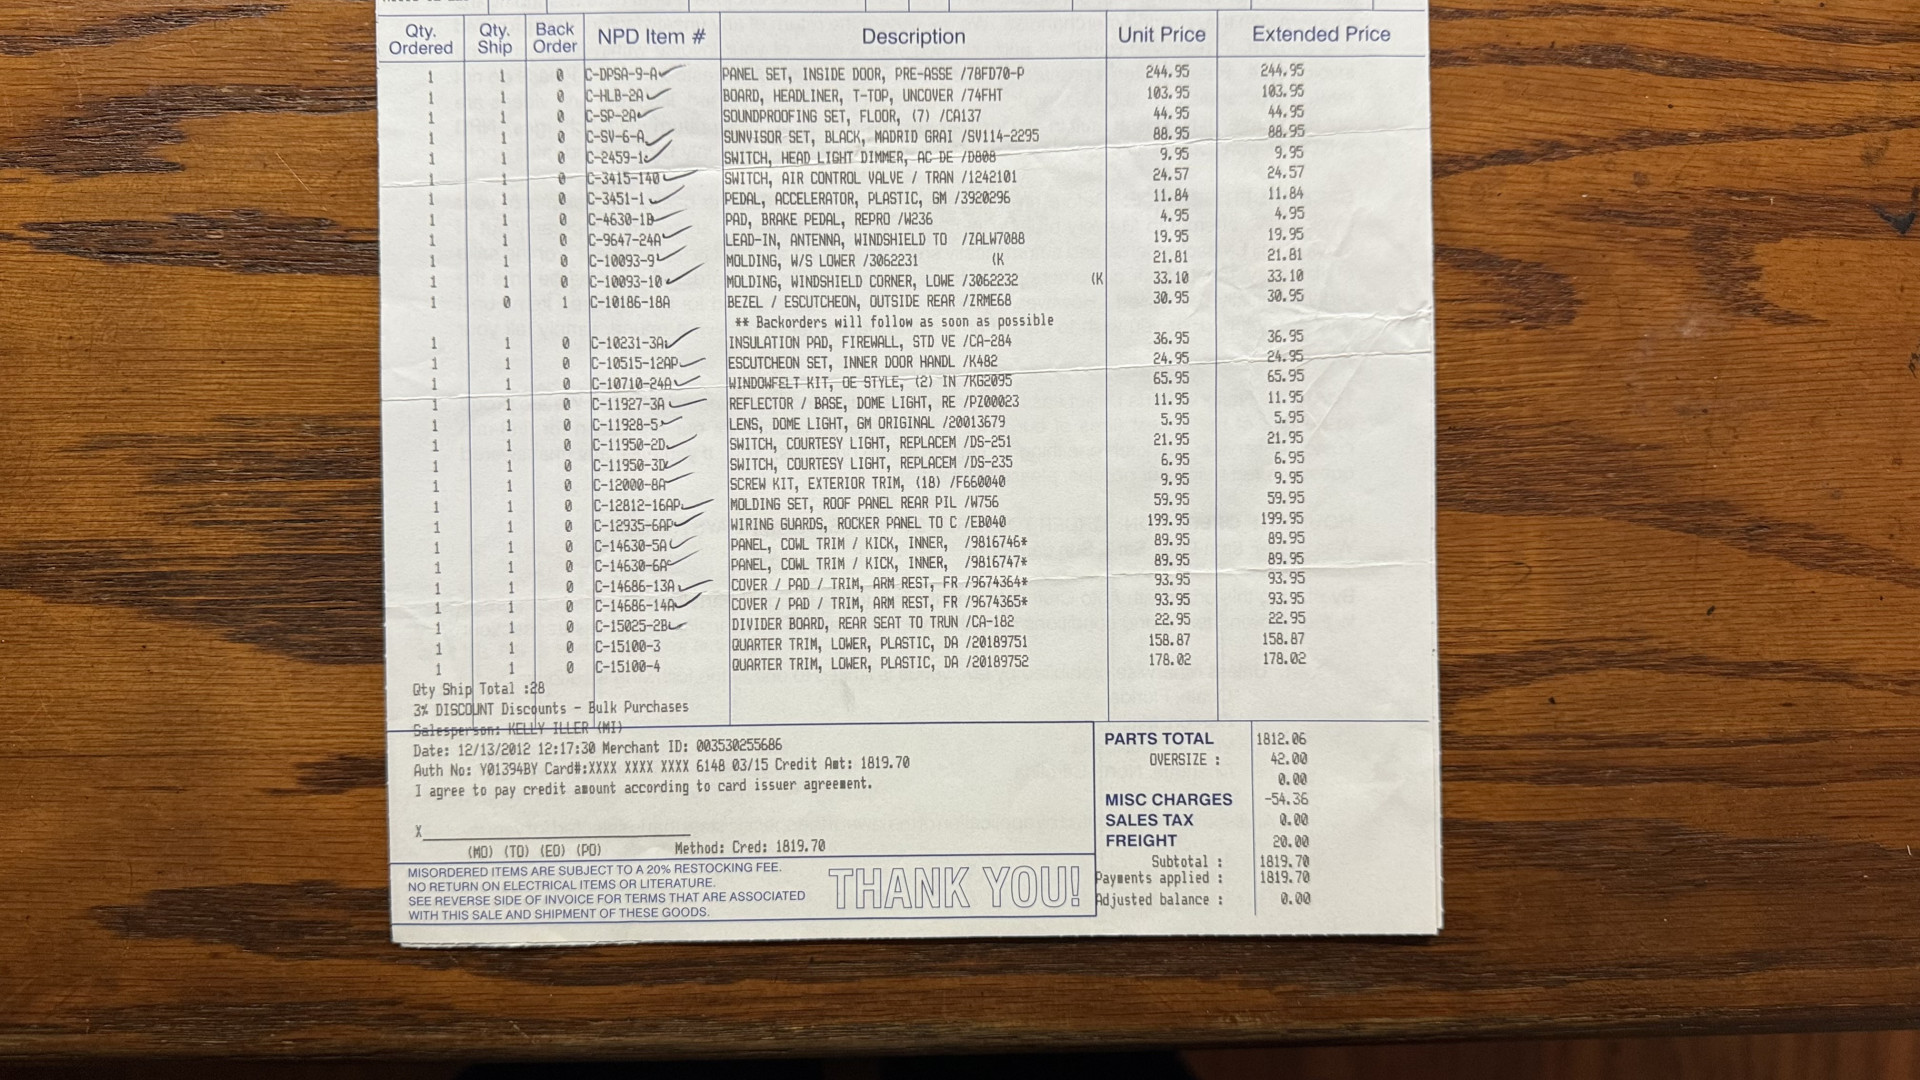 Qty. Ordered Qty. Ship Back Order NPD Item # Description Unit Price Extended Price
1 1 0 C-DPSA-9-A PANEL SET, INSIDE DOOR, PRE-ASSE /78FD70-P 244.95 244.95
1 1 0 C-HLB-2A BOARD, HEADLINER, T-TOP, UNCOVER /74FHT 103.95 103.95
1 1 0 C-SP-2A SOUNDPROOFING SET, FLOOR, (7) /CA137 44.95 44.95
1 1 0 C-SV-6-A SUNVISOR SET, BLACK, MADRID GRAI /SV114-2295 88.95 88.95
1 1 0 C-2459-1 SWITCH, HEAD LIGHT DIMMER, AC DE /D808 9.95 9.95
1 1 0 C-3415-140 SWITCH, AIR CONTROL VALVE / TRAN /1242101 24.57 24.57
1 1 0 C-3451-1 PEDAL, ACCELERATOR, PLASTIC, GM /3920296 11.84 11.84
1 1 0 C-4630-1B PAD, BRAKE PEDAL, REPRO /W236 4.95 4.95
1 1 0 C-9647-24A LEAD-IN, ANTENNA, WINDSHIELD TO /ZALW7088 19.95 19.95
1 1 0 C-10093-9 MOLDING, W/S LOWER /3062231 (K 21.81 21.81
1 1 0 C-10093-10 MOLDING, WINDSHIELD CORNER, LOWE /3062232 (K 33.10 33.10
1 0 1 C-10186-18A BEZEL / ESCUTCHEON, OUTSIDE REAR /ZRME68 30.95 30.95
** Backorders will follow as soon as possible
1 1 0 C-10231-3A INSULATION PAD, FIREWALL, STD VE /CA-284 36.95 36.95
1 1 0 C-10515-12AP ESCUTCHEON SET, INNER DOOR HANDL /K482 24.95 24.95
1 1 0 C-10710-24A WINDOWFELT KIT, OE STYLE, (2) IN /KG2095 65.95 65.95
1 1 0 C-11927-3A REFLECTOR / BASE, DOME LIGHT, RE /PZ00023 11.95 11.95
1 1 0 C-11928-5 LENS, DOME LIGHT, GM ORIGINAL /20013679 5.95 5.95
1 1 0 C-11950-2D SWITCH, COURTESY LIGHT, REPLACEM /DS-251 21.95 21.95
1 1 0 C-11950-3D SWITCH, COURTESY LIGHT, REPLACEM /DS-235 6.95 6.95
1 1 0 C-12000-8A SCREW KIT, EXTERIOR TRIM, (18) /F660040 9.95 9.95
1 1 0 C-12812-16AP MOLDING SET, ROOF PANEL REAR PIL /W756 59.95 59.95
1 1 0 C-12935-6AP WIRING GUARDS, ROCKER PANEL TO C /EB040 199.95 199.95
1 1 0 C-14630-5A PANEL, COWL TRIM / KICK, INNER, /9816746* 89.95 89.95
1 1 0 C-14630-6A PANEL, COWL TRIM / KICK, INNER, /9816747* 89.95 89.95
1 1 0 C-14686-13A COVER / PAD / TRIM, ARM REST, FR /9674364* 93.95 93.95
1 1 0 C-14686-14A COVER / PAD / TRIM, ARM REST, FR /9674365* 93.95 93.95
1 1 0 C-15025-2B DIVIDER BOARD, REAR SEAT TO TRUN /CA-182 22.95 22.95
1 1 0 C-15100-3 QUARTER TRIM, LOWER, PLASTIC, DA /20189751 158.87 158.87
1 1 0 C-15100-4 QUARTER TRIM, LOWER, PLASTIC, DA /20189752 178.02 178.02
Qty Ship Total :28
3% DISCOUNT Discounts - Bulk Purchases
Salesperson: KELLY ILLER (MI)
Date: 12/13/2012 12:17:30 Merchant ID: 003530255686
Auth No: Y01394BY Card#:XXXX XXXX XXXX 6148 03/15 Credit Amt: 1819.70
I agree to pay credit amount according to card issuer agreement.
X
(MO) (TO) (EO) (PO) Method: Cred: 1819.70
PARTS TOTAL 1812.06
OVERSIZE : 42.00
0.00
MISC CHARGES -54.36
SALES TAX 0.00
FREIGHT 20.00
Subtotal : 1819.70
Payments applied : 1819.70
Adjusted balance : 0.00
MISORDERED ITEMS ARE SUBJECT TO A 20% RESTOCKING FEE.
NO RETURN ON ELECTRICAL ITEMS OR LITERATURE.
SEE REVERSE SIDE OF INVOICE FOR TERMS THAT ARE ASSOCIATED
WITH THIS SALE AND SHIPMENT OF THESE GOODS.
THANK YOU!